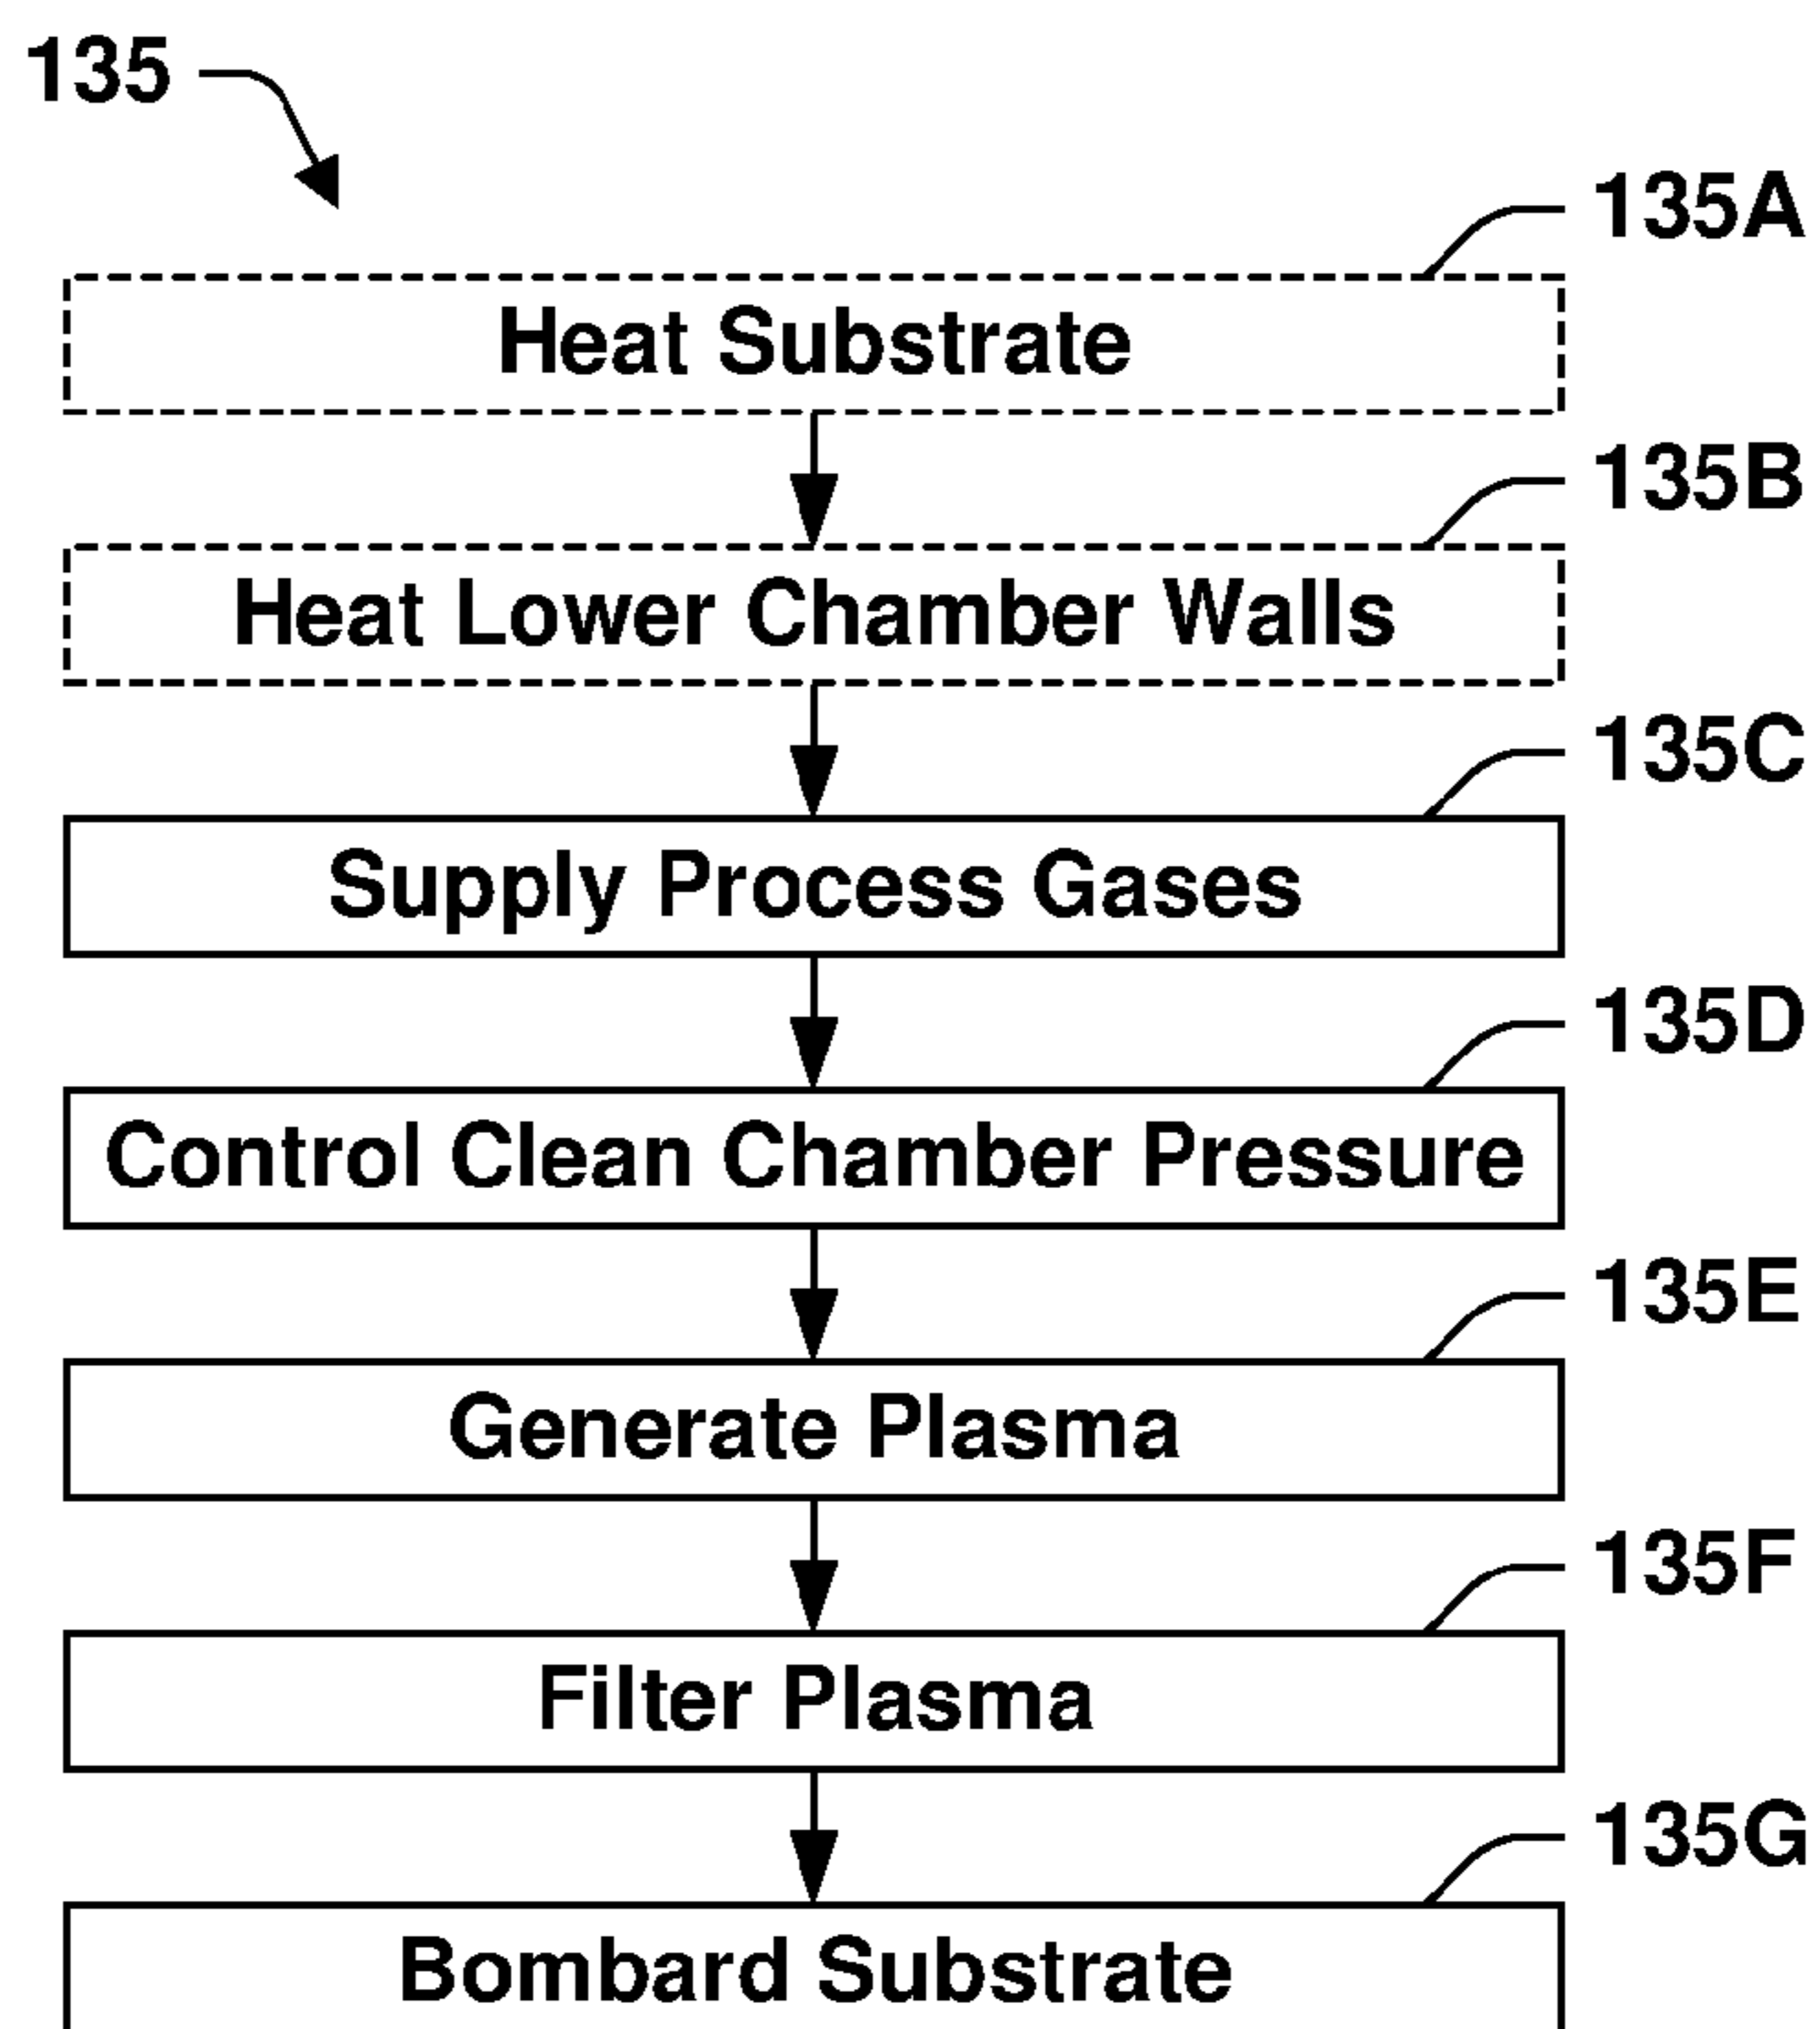 135
135A
Heat Substrate
135B
Heat Lower Chamber Walls
135C
Supply Process Gases
135D
Control Clean Chamber Pressure
135E
Generate Plasma
135F
Filter Plasma
135G
Bombard Substrate